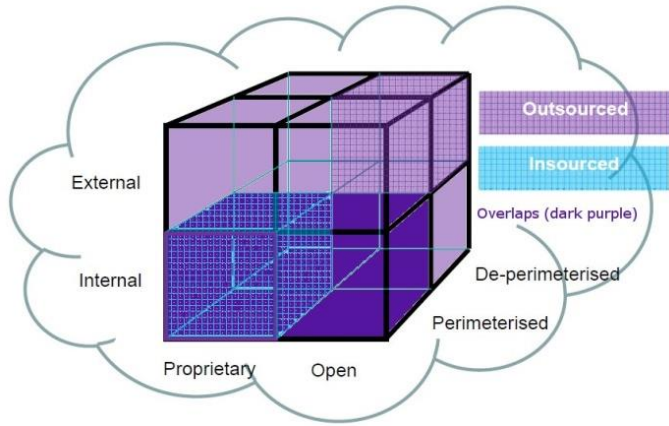 Outsourced
External
Insourced
Overlaps (dark purple)
Internal
De-perimeterised
Perimeterised
Proprietary
Open